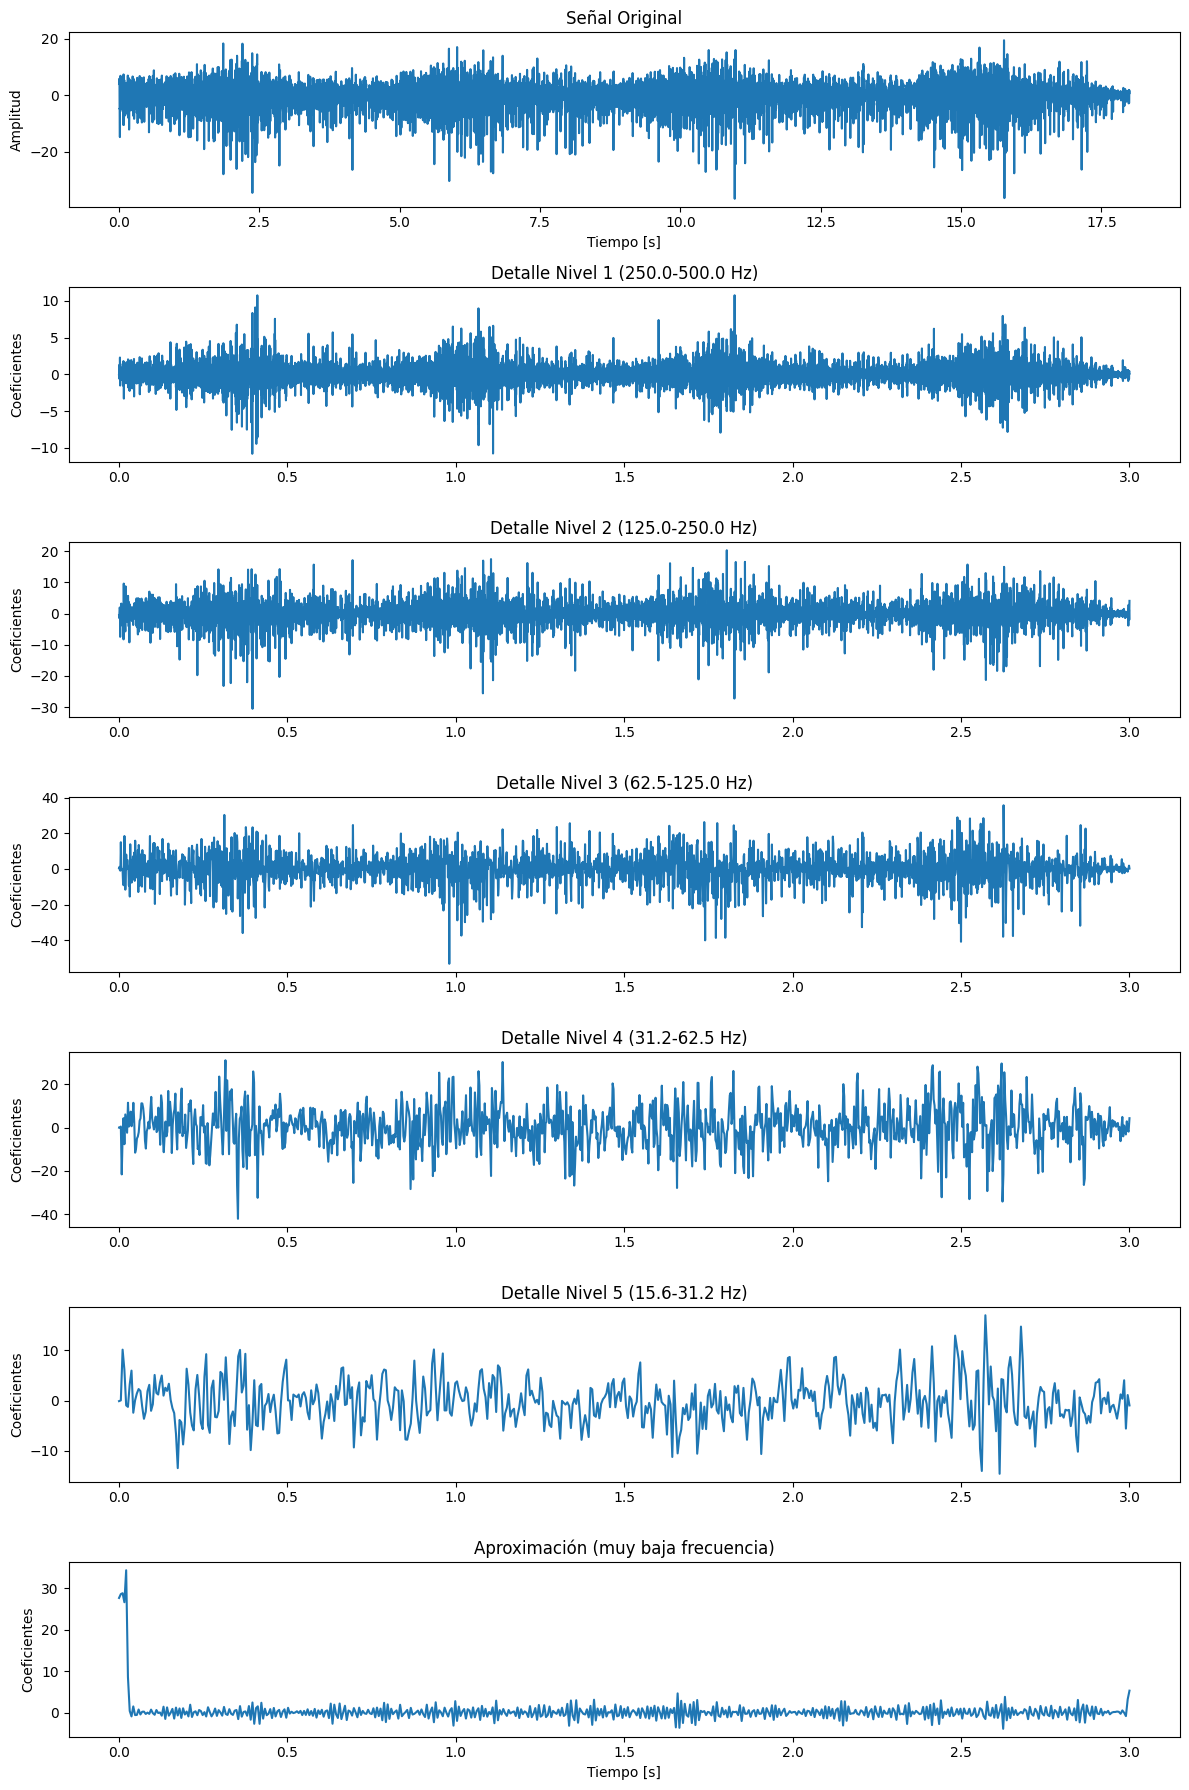 Señal Original
20
0
−20
Amplitud
0.0 2.5 5.0 7.5 10.0 12.5 15.0 17.5
Tiempo [s]
Detalle Nivel 1 (250.0-500.0 Hz)
10
5
0
−5
−10
Coeficientes
0.0 0.5 1.0 1.5 2.0 2.5 3.0
Detalle Nivel 2 (125.0-250.0 Hz)
20
10
0
−10
−20
−30
Coeficientes
0.0 0.5 1.0 1.5 2.0 2.5 3.0
Detalle Nivel 3 (62.5-125.0 Hz)
40
20
0
−20
−40
Coeficientes
0.0 0.5 1.0 1.5 2.0 2.5 3.0
Detalle Nivel 4 (31.2-62.5 Hz)
20
0
−20
−40
Coeficientes
0.0 0.5 1.0 1.5 2.0 2.5 3.0
Detalle Nivel 5 (15.6-31.2 Hz)
10
0
−10
Coeficientes
0.0 0.5 1.0 1.5 2.0 2.5 3.0
Aproximación (muy baja frecuencia)
30
20
10
0
Coeficientes
0.0 0.5 1.0 1.5 2.0 2.5 3.0
Tiempo [s]